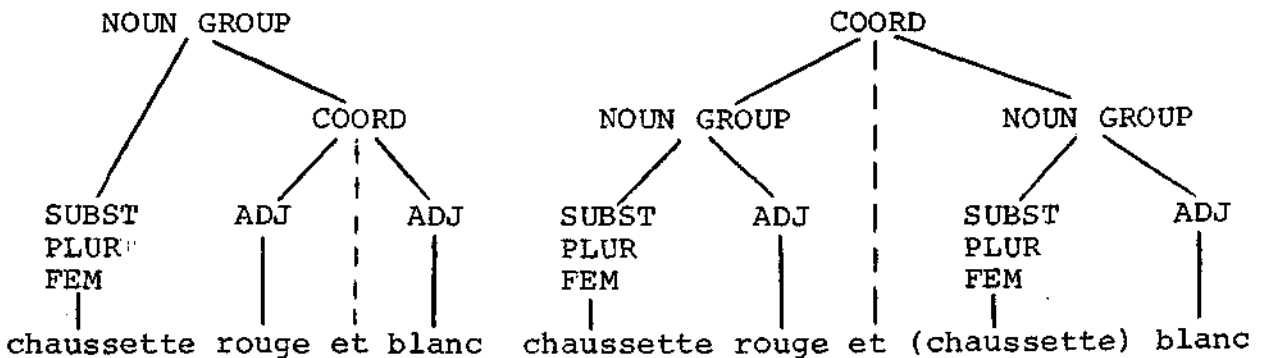 NOUN GROUP COORD
COORD NOUN GROUP NOUN GROUP
SUBST ADJ ADJ SUBST ADJ SUBST ADJ
PLUR PLUR PLUR
FEM FEM FEM
chaussette rouge et blanc chaussette rouge et (chaussette) blanc